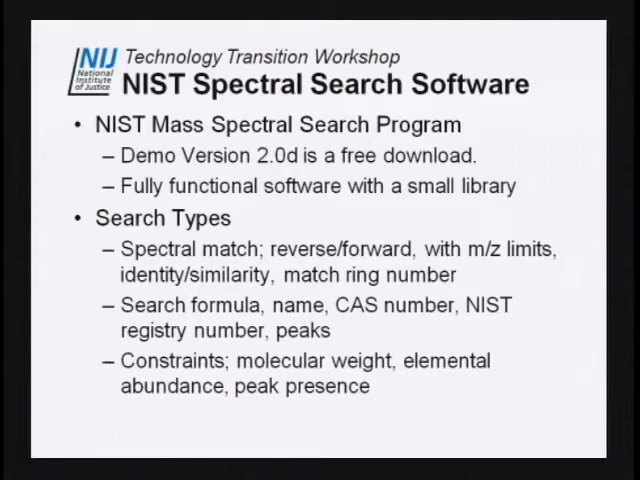 NIJ
National
Institute
of Justice
Technology Transition Workshop
NIST Spectral Search Software
• NIST Mass Spectral Search Program
– Demo Version 2.0d is a free download.
– Fully functional software with a small library
• Search Types
– Spectral match; reverse/forward, with m/z limits,
identity/similarity, match ring number
– Search formula, name, CAS number, NIST
registry number, peaks
– Constraints; molecular weight, elemental
abundance, peak presence